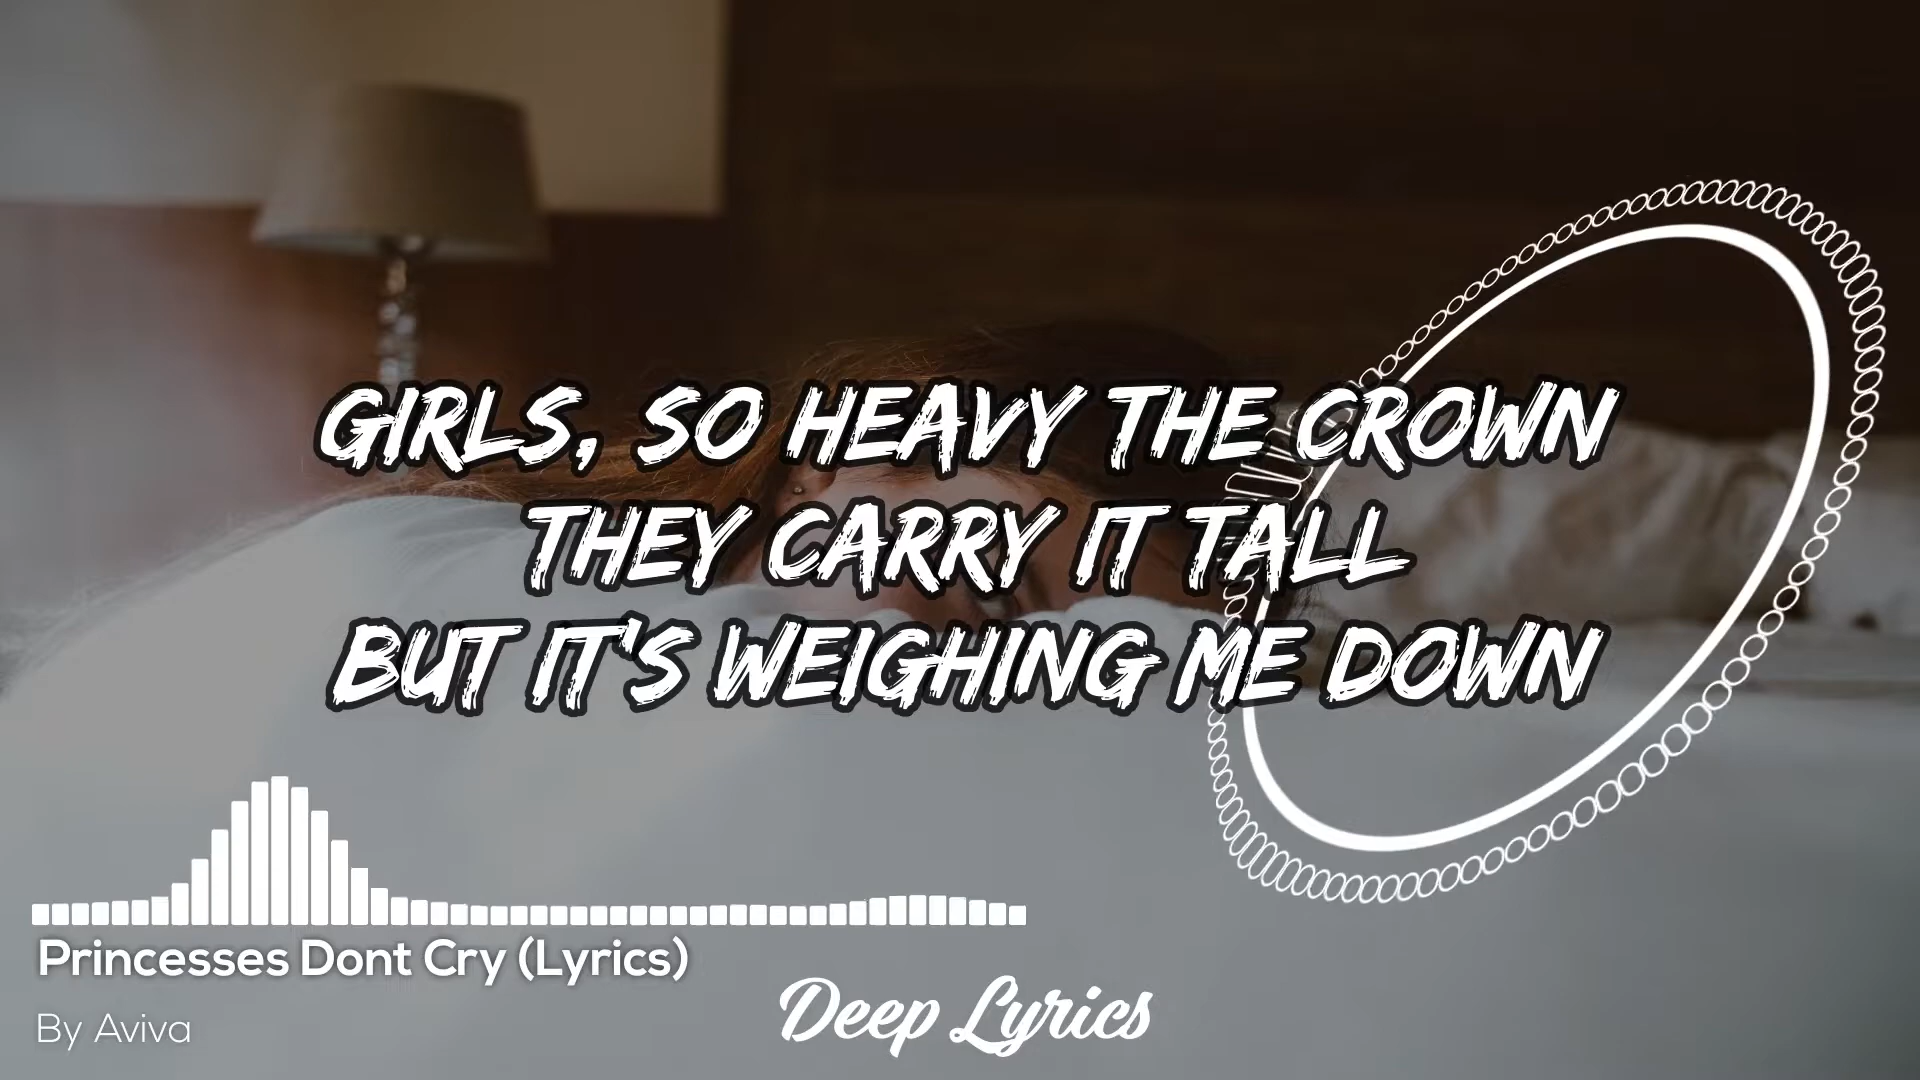 GIRLS, SO HEAVY THE CROWN
THEY CARRY IT TALL
BUT IT'S WEIGHING ME DOWN
Princesses Dont Cry (Lyrics)
By Aviva
Deep Lyrics